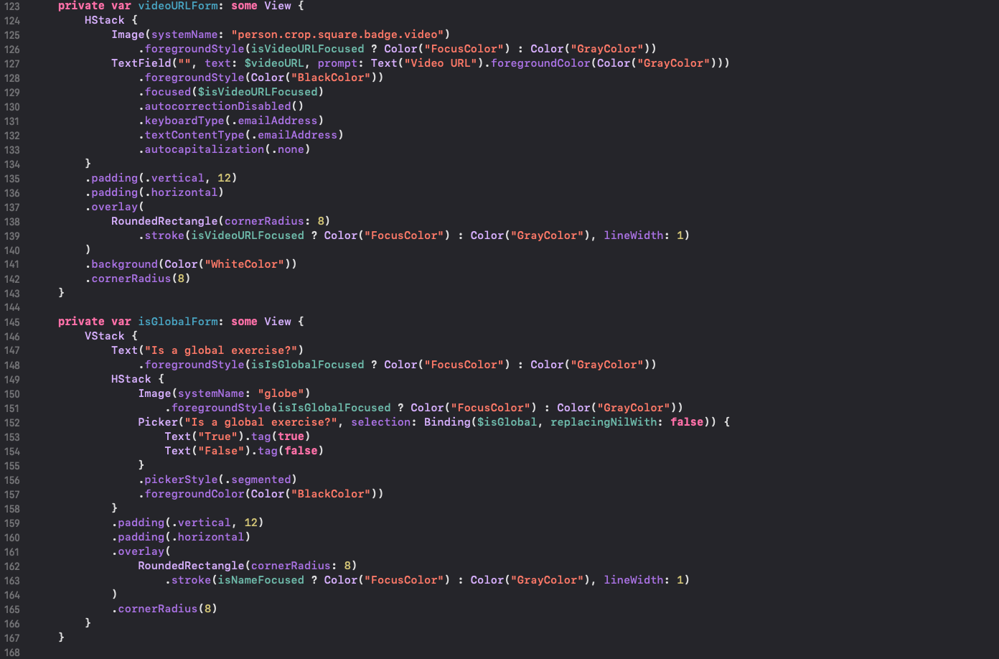 123 private var videoURLForm: some View {
124 HStack {
125 Image(systemName: "person.crop.square.badge.video")
126 .foregroundStyle(isVideoURLFocused ? Color("FocusColor") : Color("GrayColor"))
127 TextField("", text: $videoURL, prompt: Text("Video URL").foregroundColor(Color("GrayColor")))
128 .foregroundStyle(Color("BlackColor"))
129 .focused($isVideoURLFocused)
130 .autocorrectionDisabled()
131 .keyboardType(.emailAddress)
132 .textContentType(.emailAddress)
133 .autocapitalization(.none)
134 }
135 .padding(.vertical, 12)
136 .padding(.horizontal)
137 .overlay(
138 RoundedRectangle(cornerRadius: 8)
139 .stroke(isVideoURLFocused ? Color("FocusColor") : Color("GrayColor"), lineWidth: 1)
140 )
141 .background(Color("WhiteColor"))
142 .cornerRadius(8)
143 }
144
145 private var isGlobalForm: some View {
146 VStack {
147 Text("Is a global exercise?")
148 .foregroundStyle(isIsGlobalFocused ? Color("FocusColor") : Color("GrayColor"))
149 HStack {
150 Image(systemName: "globe")
151 .foregroundStyle(isIsGlobalFocused ? Color("FocusColor") : Color("GrayColor"))
152 Picker("Is a global exercise?", selection: Binding($isGlobal, replacingNilWith: false)) {
153 Text("True").tag(true)
154 Text("False").tag(false)
155 }
156 .pickerStyle(.segmented)
157 .foregroundColor(Color("BlackColor"))
158 }
159 .padding(.vertical, 12)
160 .padding(.horizontal)
161 .overlay(
162 RoundedRectangle(cornerRadius: 8)
163 .stroke(isNameFocused ? Color("FocusColor") : Color("GrayColor"), lineWidth: 1)
164 )
165 .cornerRadius(8)
166 }
167 }
168